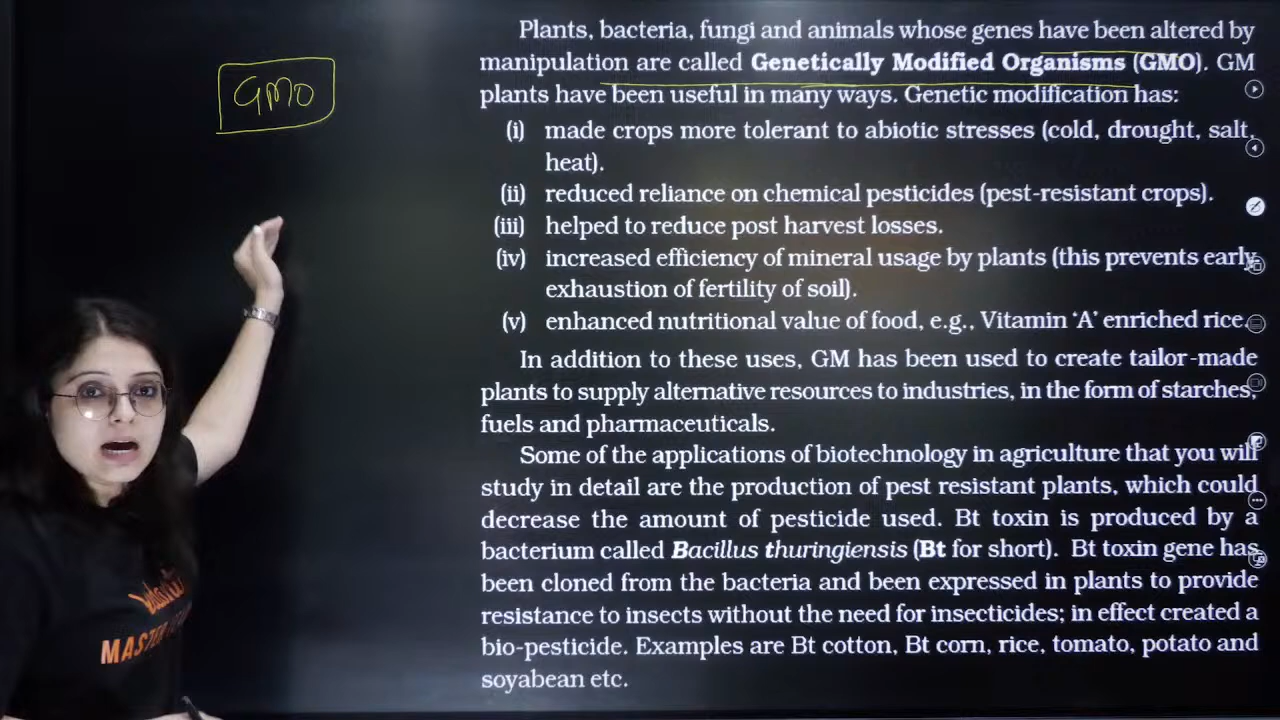 GMO
Plants, bacteria, fungi and animals whose genes have been altered by
manipulation are called Genetically Modified Organisms (GMO). GM
plants have been useful in many ways. Genetic modification has:
(i) made crops more tolerant to abiotic stresses (cold, drought, salt,
heat).
(ii) reduced reliance on chemical pesticides (pest-resistant crops).
(iii) helped to reduce post harvest losses.
(iv) increased efficiency of mineral usage by plants (this prevents early
exhaustion of fertility of soil).
(v) enhanced nutritional value of food, e.g., Vitamin ‘A’ enriched rice.
In addition to these uses, GM has been used to create tailor-made
plants to supply alternative resources to industries, in the form of starches,
fuels and pharmaceuticals.
Some of the applications of biotechnology in agriculture that you will
study in detail are the production of pest resistant plants, which could
decrease the amount of pesticide used. Bt toxin is produced by a
bacterium called Bacillus thuringiensis (Bt for short). Bt toxin gene has
been cloned from the bacteria and been expressed in plants to provide
resistance to insects without the need for insecticides; in effect created a
bio-pesticide. Examples are Bt cotton, Bt corn, rice, tomato, potato and
soyabean etc.